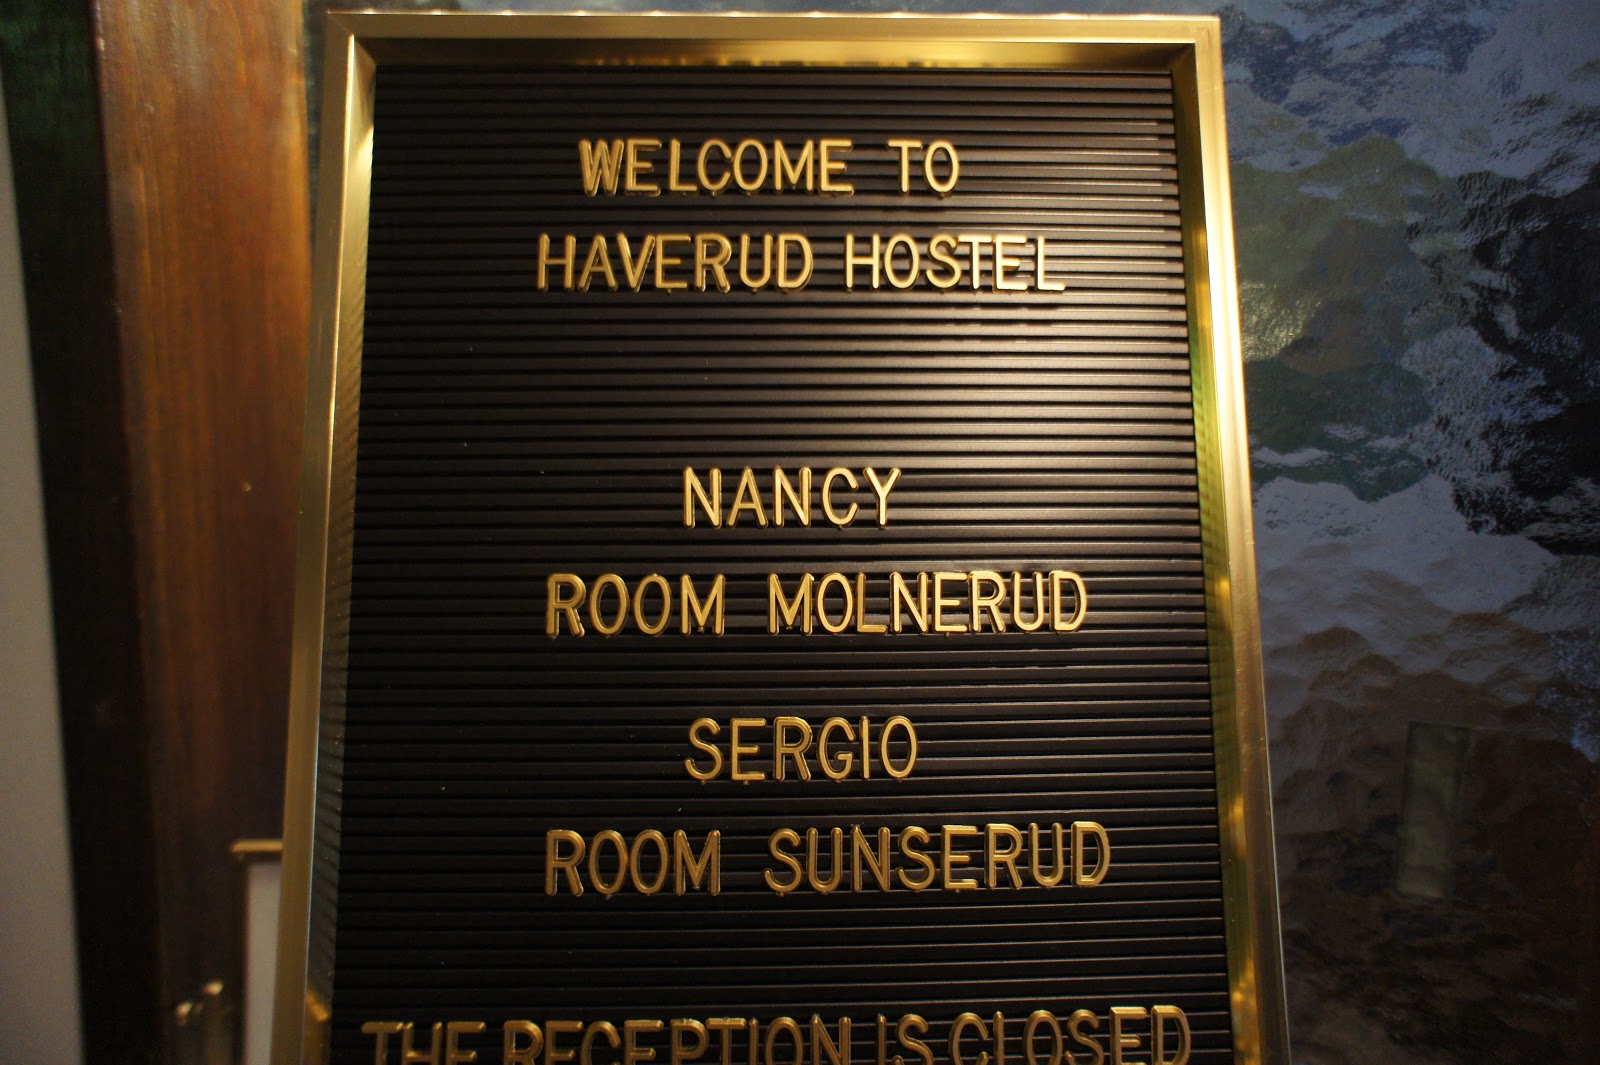 WELCOME TO
HAVERUD HOSTEL
NANCY
ROOM MOLNERUD
SERGIO
ROOM SUNSERUD
THE RECEPTION IS CLOSED